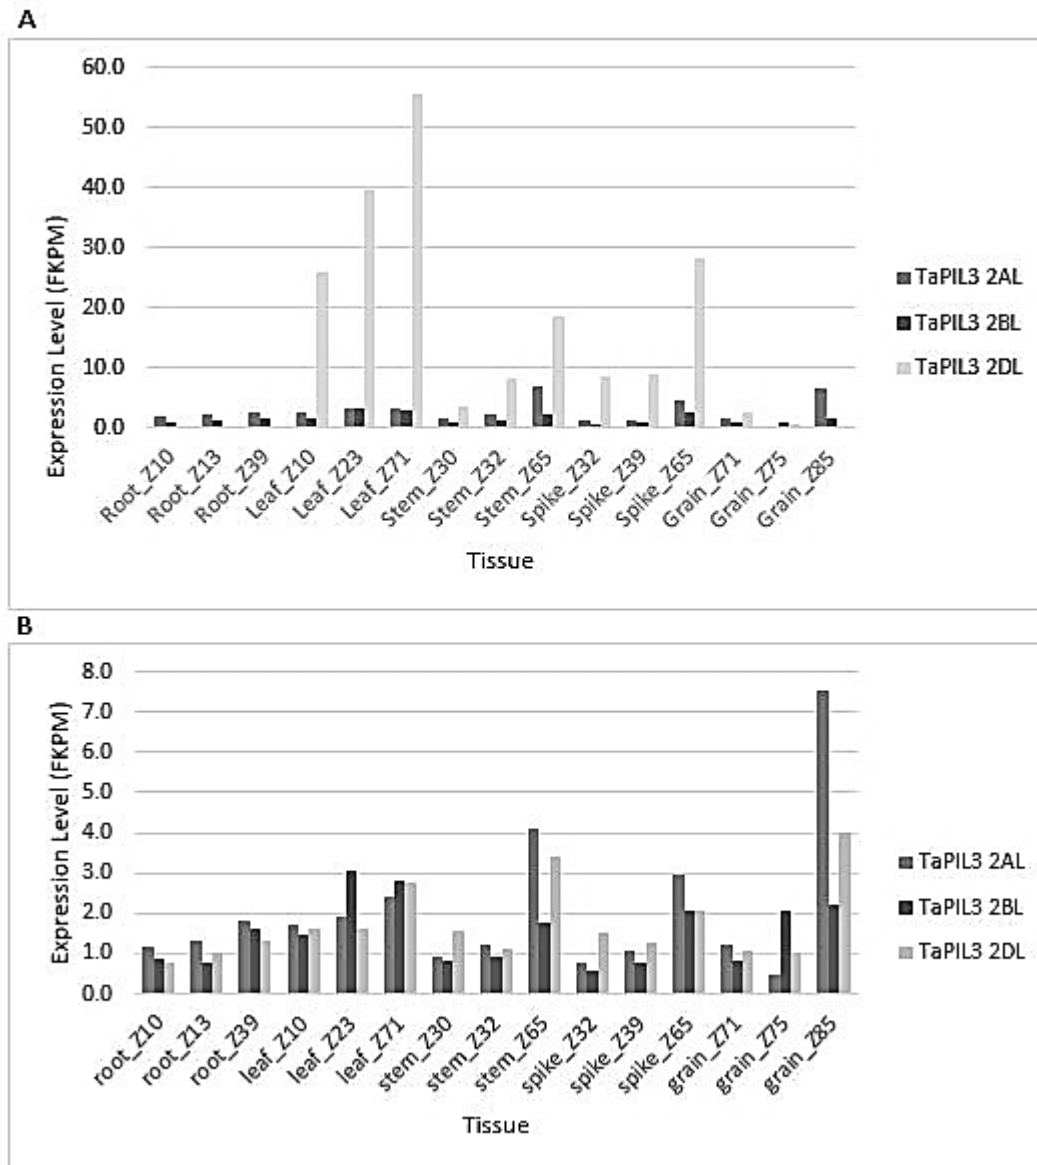 A
60.0
50.0
40.0
30.0
20.0
10.0
0.0
Expression Level (FKPM)
Root_Z10
Root_Z13
Root_Z39
Leaf_Z10
Leaf_Z23
Leaf_Z71
Stem_Z30
Stem_Z32
Stem_Z65
Spike_Z32
Spike_Z39
Spike_Z65
Grain_Z71
Grain_Z75
Grain_Z85
Tissue
TaPIL3 2AL
TaPIL3 2BL
TaPIL3 2DL
B
8.0
7.0
6.0
5.0
4.0
3.0
2.0
1.0
0.0
Expression Level (FKPM)
root_Z10
root_Z13
root_Z39
leaf_Z10
leaf_Z23
leaf_Z71
stem_Z30
stem_Z32
stem_Z65
spike_Z32
spike_Z39
spike_Z65
grain_Z71
grain_Z75
grain_Z85
Tissue
TaPIL3 2AL
TaPIL3 2BL
TaPIL3 2DL